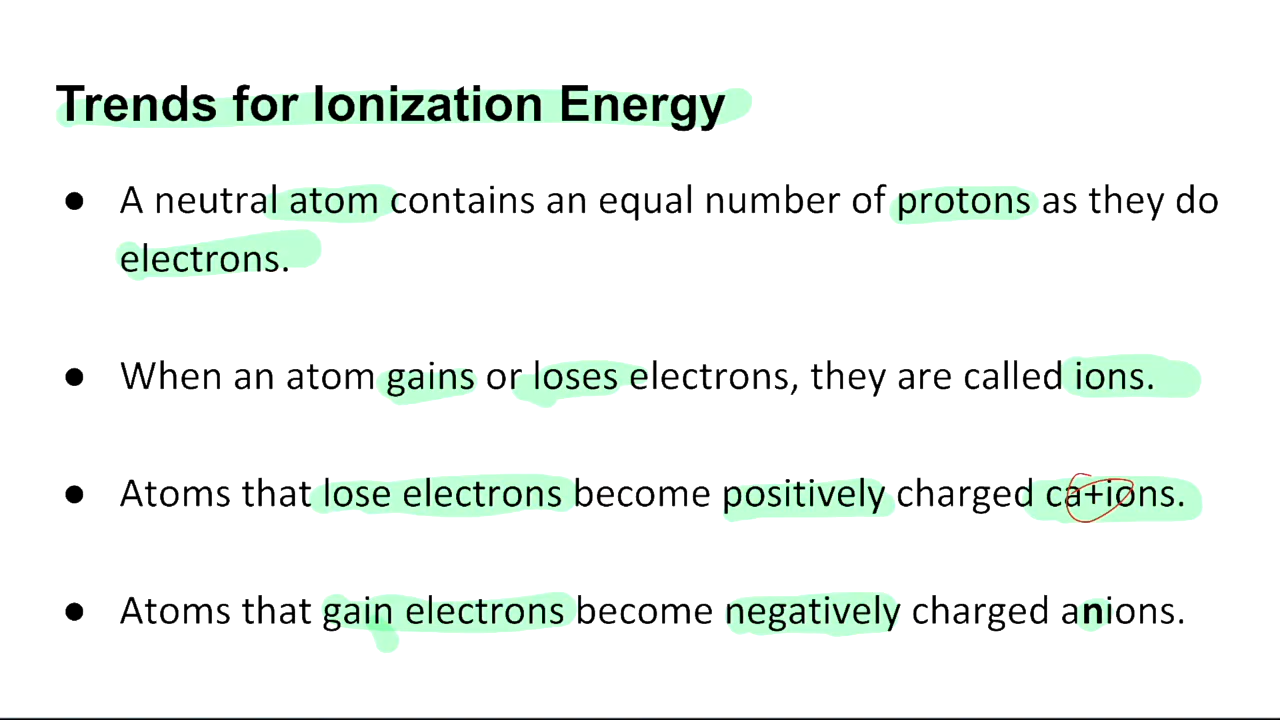 Trends for Ionization Energy
● A neutral atom contains an equal number of protons as they do
electrons.
● When an atom gains or loses electrons, they are called ions.
● Atoms that lose electrons become positively charged ca+ions.
● Atoms that gain electrons become negatively charged anions.